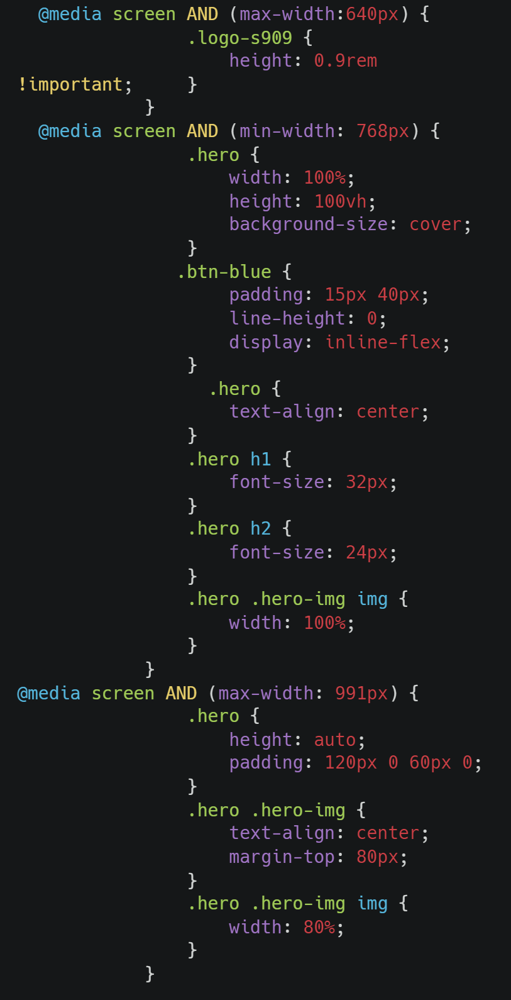 @media screen AND (max-width:640px) {
.logo-s909 {
height: 0.9rem
!important; }
}
@media screen AND (min-width: 768px) {
.hero {
width: 100%;
height: 100vh;
background-size: cover;
}
.btn-blue {
padding: 15px 40px;
line-height: 0;
display: inline-flex;
}
.hero {
text-align: center;
}
.hero h1 {
font-size: 32px;
}
.hero h2 {
font-size: 24px;
}
.hero .hero-img img {
width: 100%;
}
}
@media screen AND (max-width: 991px) {
.hero {
height: auto;
padding: 120px 0 60px 0;
}
.hero .hero-img {
text-align: center;
margin-top: 80px;
}
.hero .hero-img img {
width: 80%;
}
}